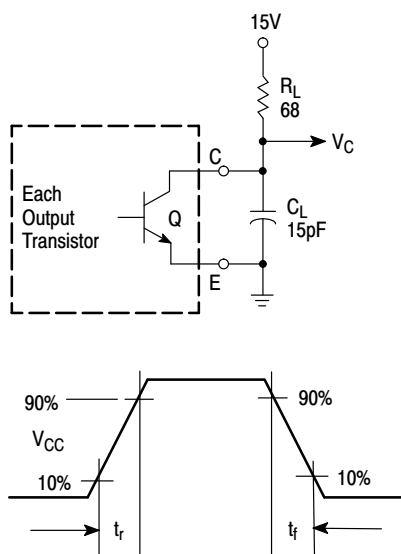 15V
R_L
68
C
V_C
Each
Output
Transistor
Q
C_L
15pF
E
90%
90%
V_CC
10%
10%
t_r
t_f